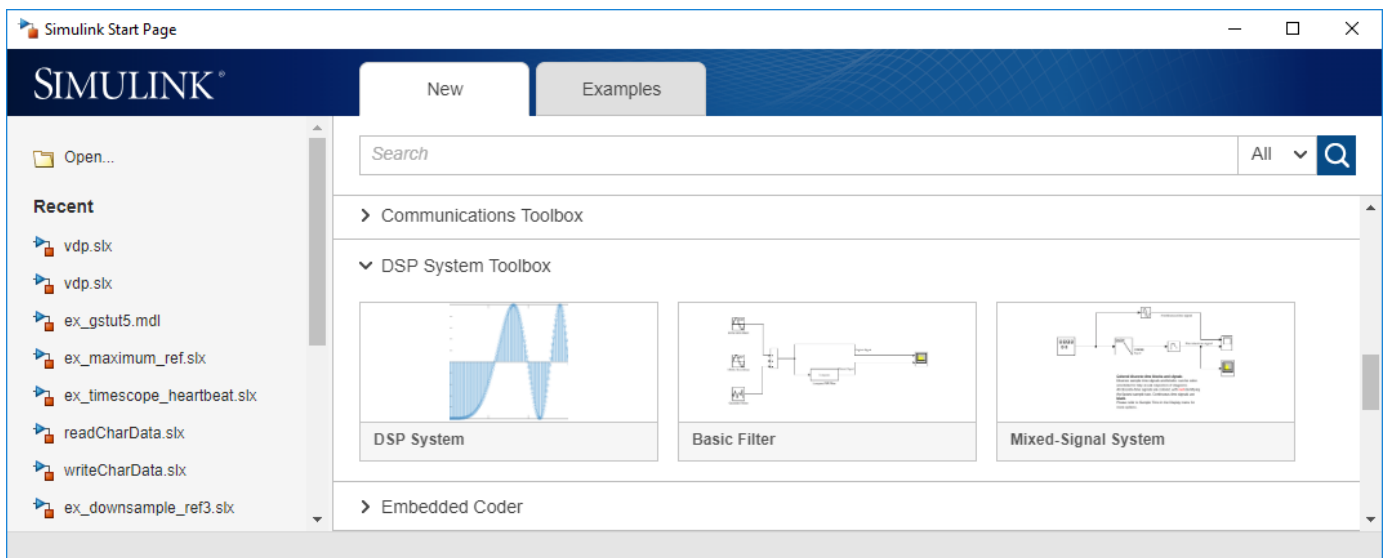 Simulink Start Page
SIMULINK®
New
Examples
Open...
Recent
vdp.slx
vdp.slx
ex_gstut5.mdl
ex_maximum_ref.slx
ex_timescope_heartbeat.slx
readCharData.slx
writeCharData.slx
ex_downsample_ref3.slx
Search
All
Communications Toolbox
DSP System Toolbox
DSP System
Basic Filter
Mixed-Signal System
Embedded Coder